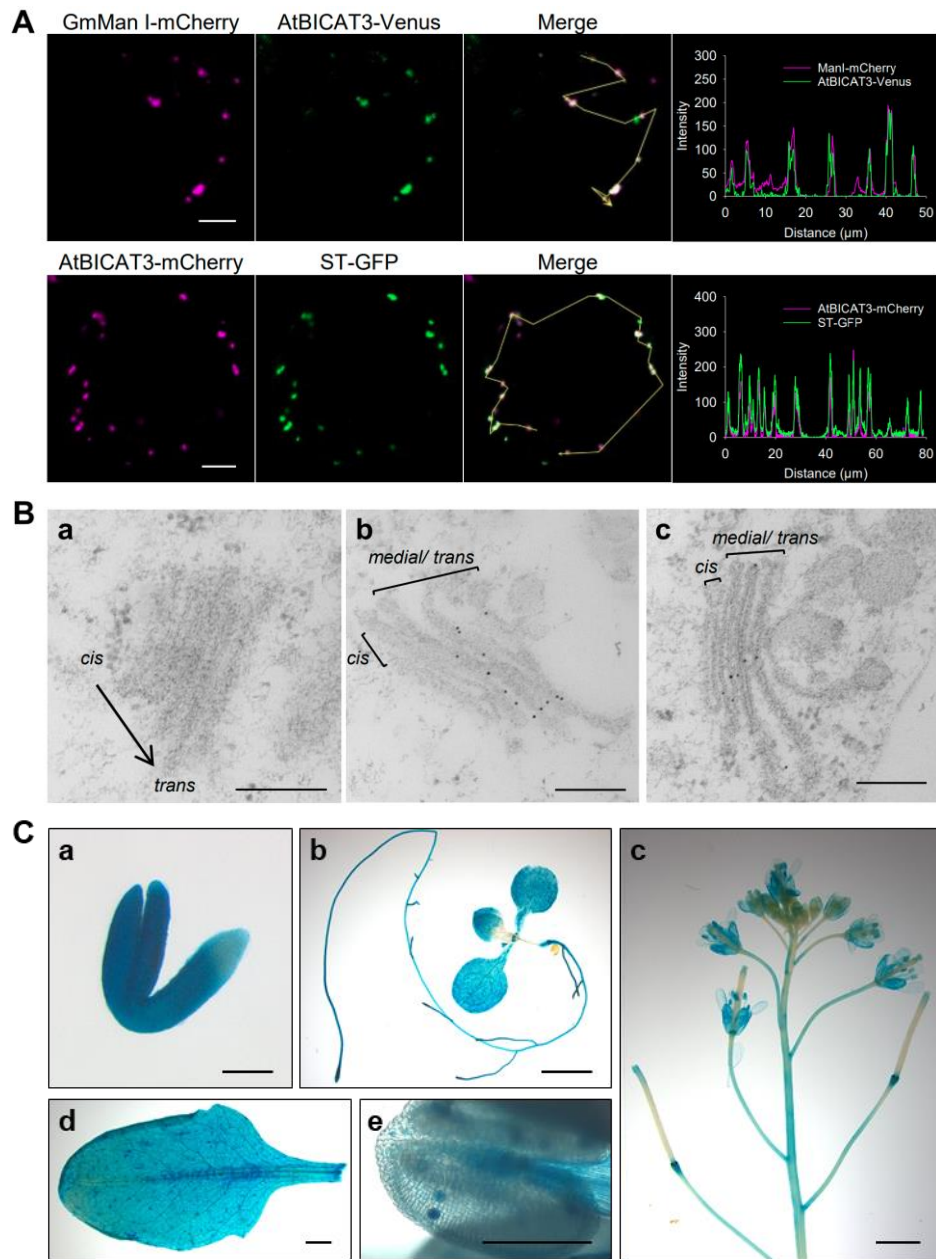 A
GmMan I-mCherry AtBICAT3-Venus Merge
300
250
200
150
100
50
0
Intensity
ManI-mCherry
AtBICAT3-Venus
0 10 20 30 40 50
Distance (µm)
AtBICAT3-mCherry ST-GFP Merge
400
300
200
100
0
Intensity
AtBICAT3-mCherry
ST-GFP
0 20 40 60 80
Distance (µm)
B
a
cis
trans
b
medial/ trans
cis
c
medial/ trans
cis
C
a
b
c
d
e